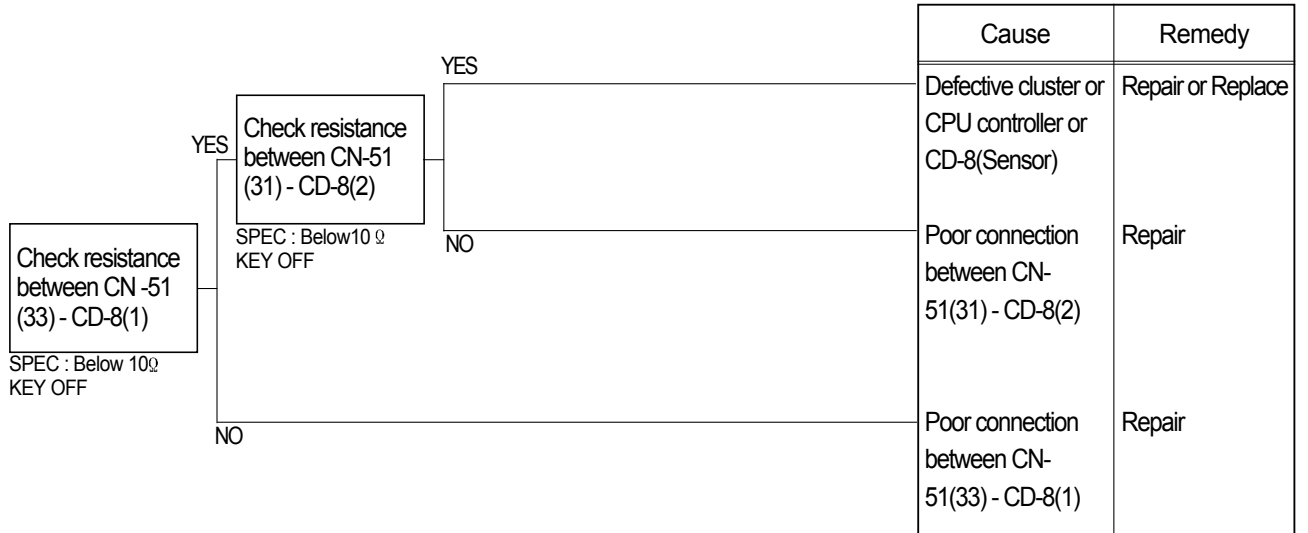 Cause
Remedy
YES
Defective cluster or
CPU controller or
CD-8(Sensor)
Repair or Replace
YES
Check resistance
between CN-51
(31) - CD-8(2)
SPEC : Below10 Ω
KEY OFF
NO
Poor connection
between CN-
51(31) - CD-8(2)
Repair
Check resistance
between CN -51
(33) - CD-8(1)
SPEC : Below 10Ω
KEY OFF
NO
Poor connection
between CN-
51(33) - CD-8(1)
Repair